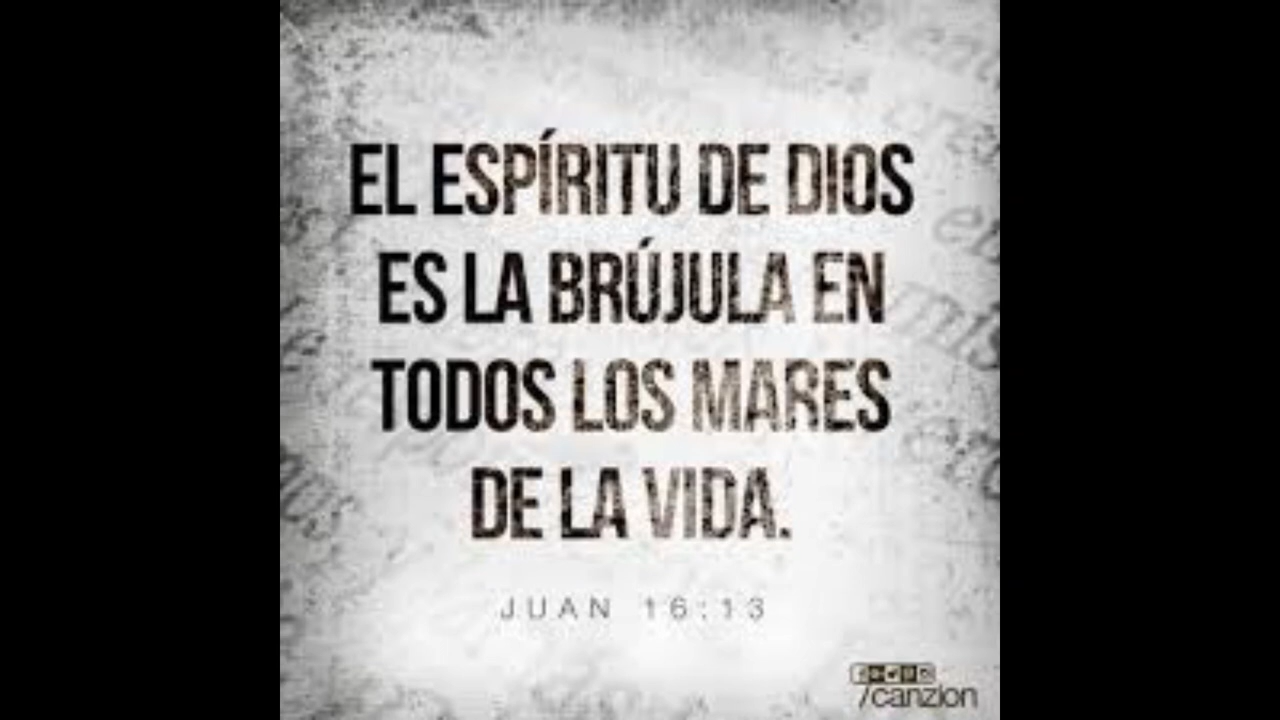 EL ESPÍRITU DE DIOS
ES LA BRÚJULA EN
TODOS LOS MARES
DE LA VIDA.
JUAN 16:13
/canzion